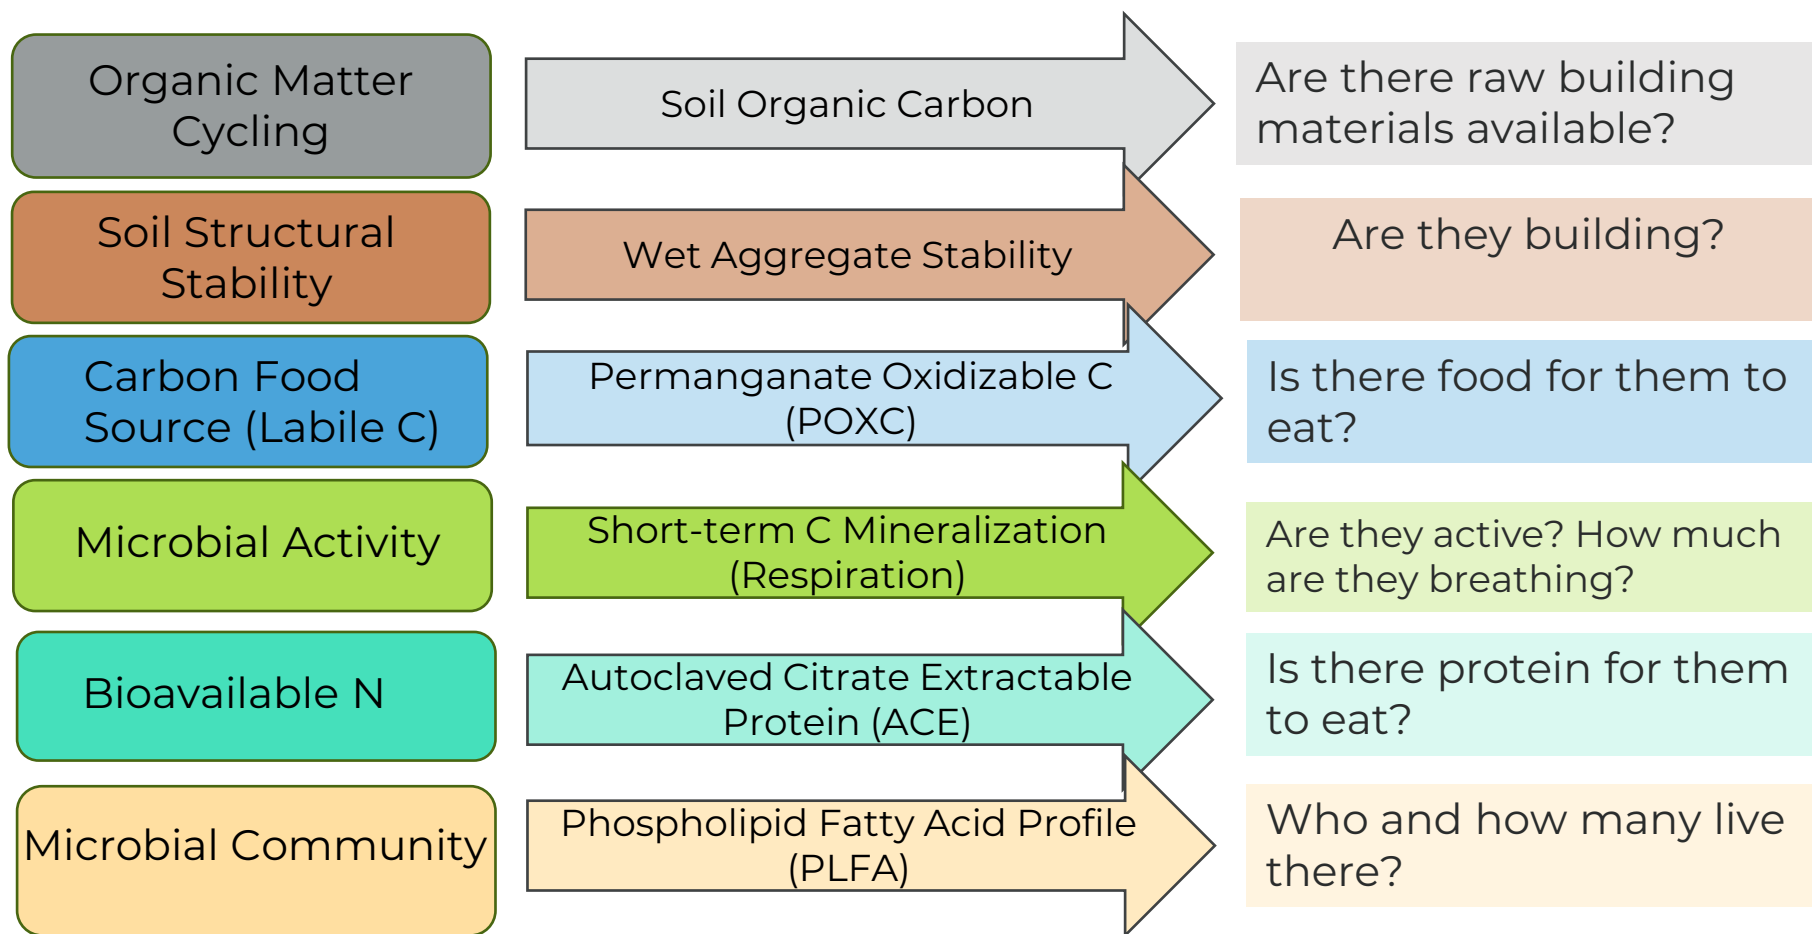 Organic Matter
Cycling
Soil Organic Carbon
Are there raw building
materials available?
Soil Structural
Stability
Wet Aggregate Stability
Are they building?
Carbon Food
Source (Labile C)
Permanganate Oxidizable C
(POXC)
Is there food for them to
eat?
Microbial Activity
Short-term C Mineralization
(Respiration)
Are they active? How much
are they breathing?
Bioavailable N
Autoclaved Citrate Extractable
Protein (ACE)
Is there protein for them
to eat?
Microbial Community
Phospholipid Fatty Acid Profile
(PLFA)
Who and how many live
there?